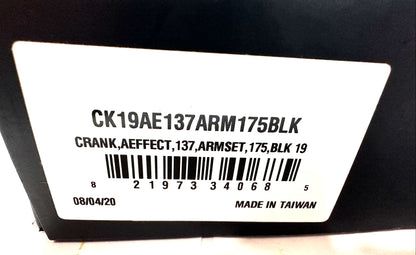 CK19AE137ARM175BLK
CRANK,AEFFECT,137,ARMSET,175,BLK 19
8 21973 34068 5
08/04/20 MADE IN TAIWAN